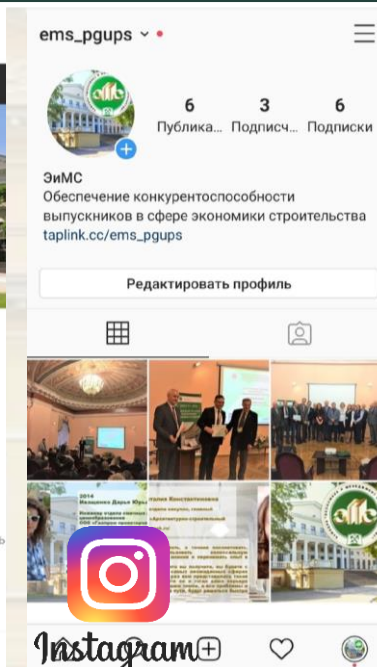 ems_pgups
6 3 6
Публика... Подписч... Подписки
ЭиМС
Обеспечение конкурентоспособности
выпускников в сфере экономики строительства
taplink.cc/ems_pgups
Редактировать профиль
2014
Instagram